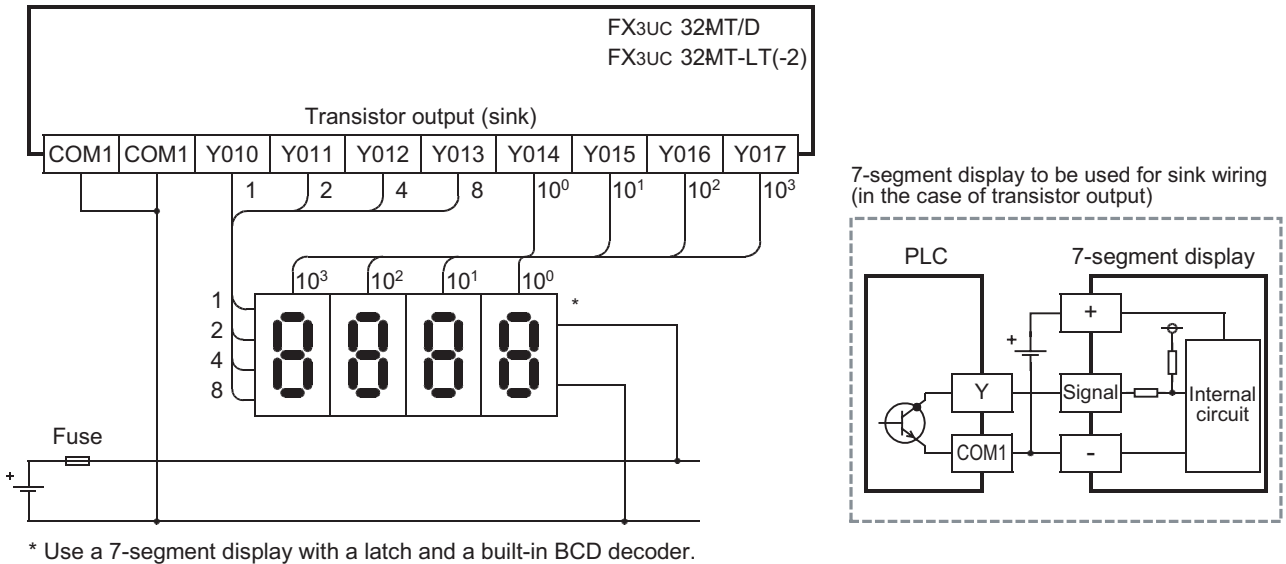 FX3UC 32MT/D
FX3UC 32MT-LT(-2)
Transistor output (sink)
COM1 COM1 Y010 Y011 Y012 Y013 Y014 Y015 Y016 Y017
1 2 4 8 10⁰ 10¹ 10² 10³
10³ 10² 10¹ 10⁰
*
1
2
4
8
Fuse
+
* Use a 7-segment display with a latch and a built-in BCD decoder.
7-segment display to be used for sink wiring
(in the case of transistor output)
PLC 7-segment display
+
+
Y Signal Internal
circuit
COM1 -